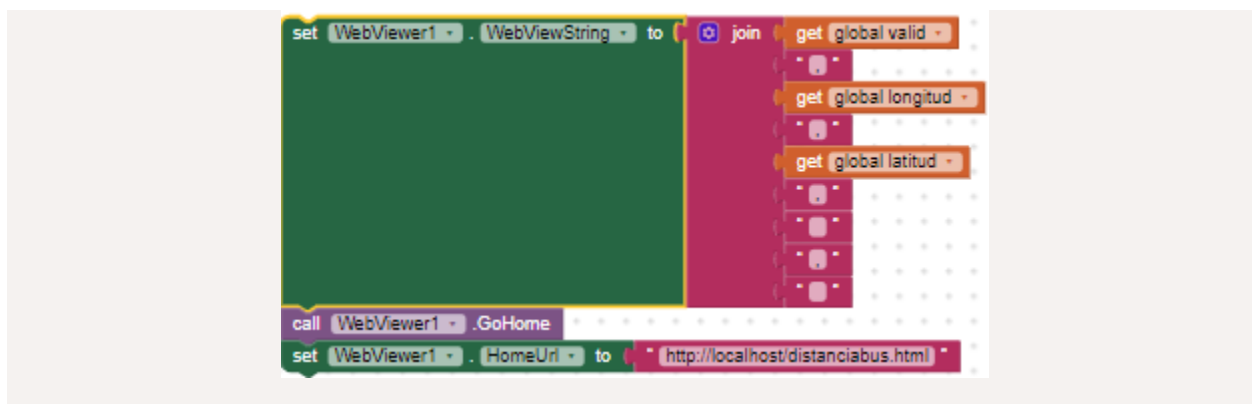 set WebViewer1 . WebViewString to join get global valid
" , "
get global longitud
" , "
get global latitud
" , "
" "
" , "
" "
call WebViewer1 .GoHome
set WebViewer1 . HomeUrl to " http://localhost/distanciabus.html "